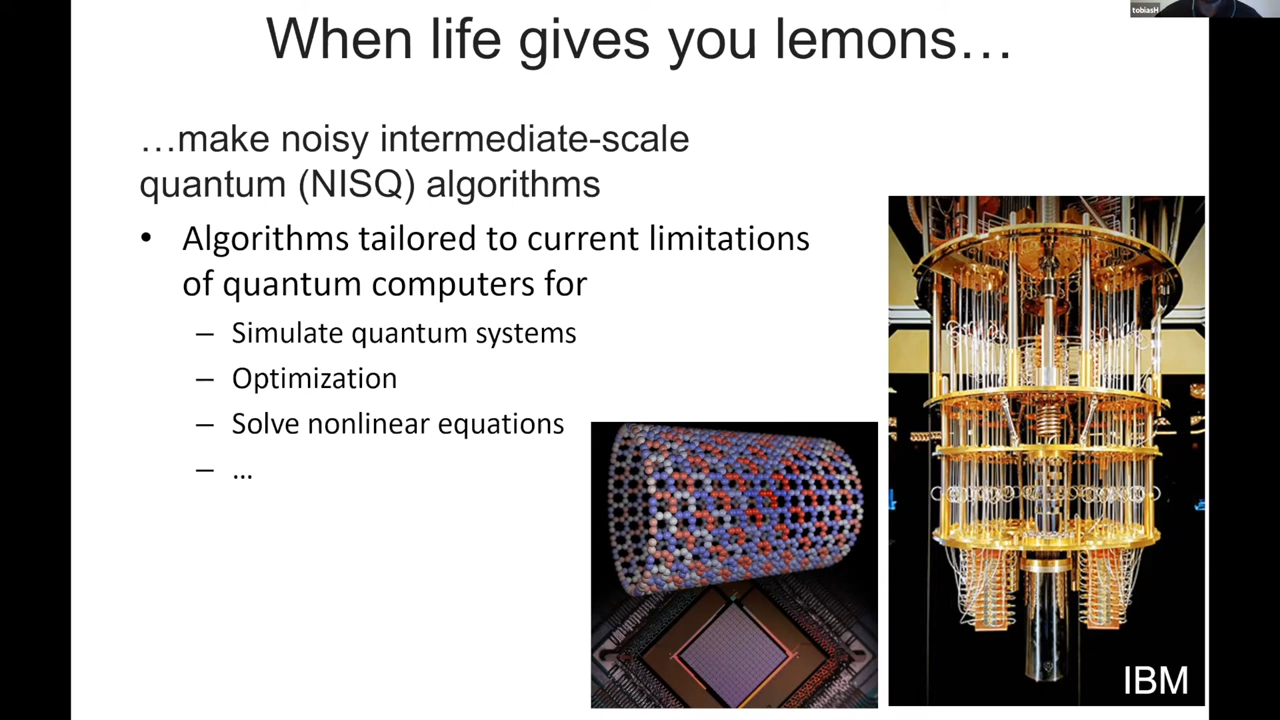 tobiasH
When life gives you lemons…
…make noisy intermediate-scale
quantum (NISQ) algorithms
• Algorithms tailored to current limitations
of quantum computers for
– Simulate quantum systems
– Optimization
– Solve nonlinear equations
– …
IBM